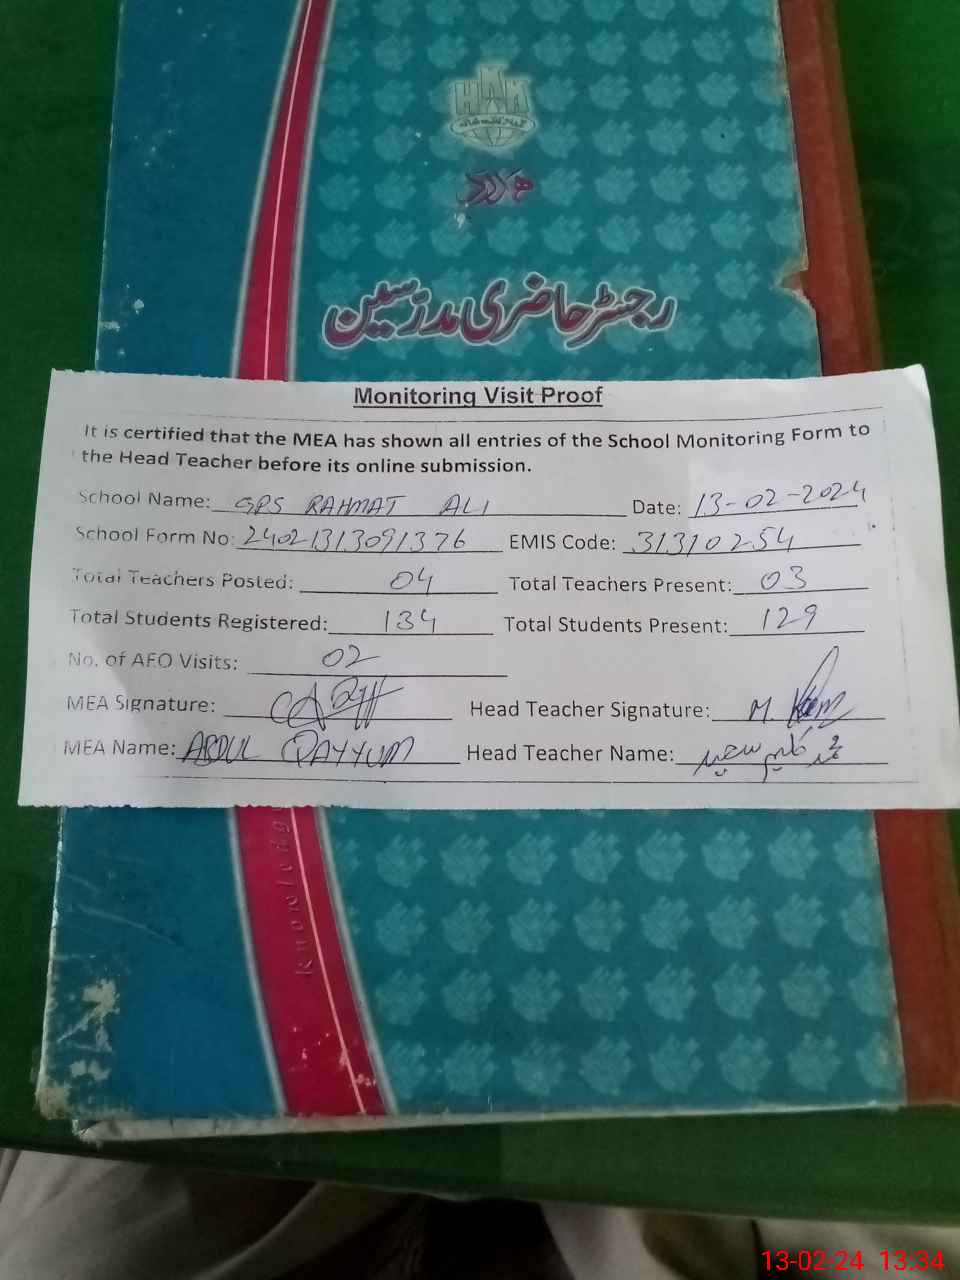 HKH
رجسٹر حاضری مدرسین
Monitoring Visit Proof
It is certified that the MEA has shown all entries of the School Monitoring Form to
the Head Teacher before its online submission.
School Name: GPS RAHMAT ALI Date: 13-02-2024
School Form No: 24021313091376 EMIS Code: 31310254
Total Teachers Posted: 04 Total Teachers Present: 03
Total Students Registered: 134 Total Students Present: 129
No. of AEO Visits: 02
MEA Signature: Head Teacher Signature: M.
MEA Name: ABDUL QAYYUM Head Teacher Name: محمد کلیم سعید
Knowledge
13-02-24 13:34